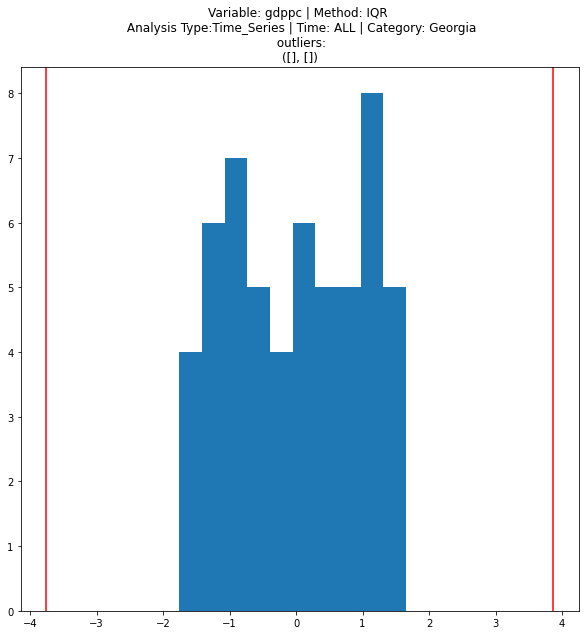 Variable: gdppc | Method: IQR
Analysis Type:Time_Series | Time: ALL | Category: Georgia
outliers:
([], [])
8
7
6
5
4
3
2
1
0
−4 −3 −2 −1 0 1 2 3 4